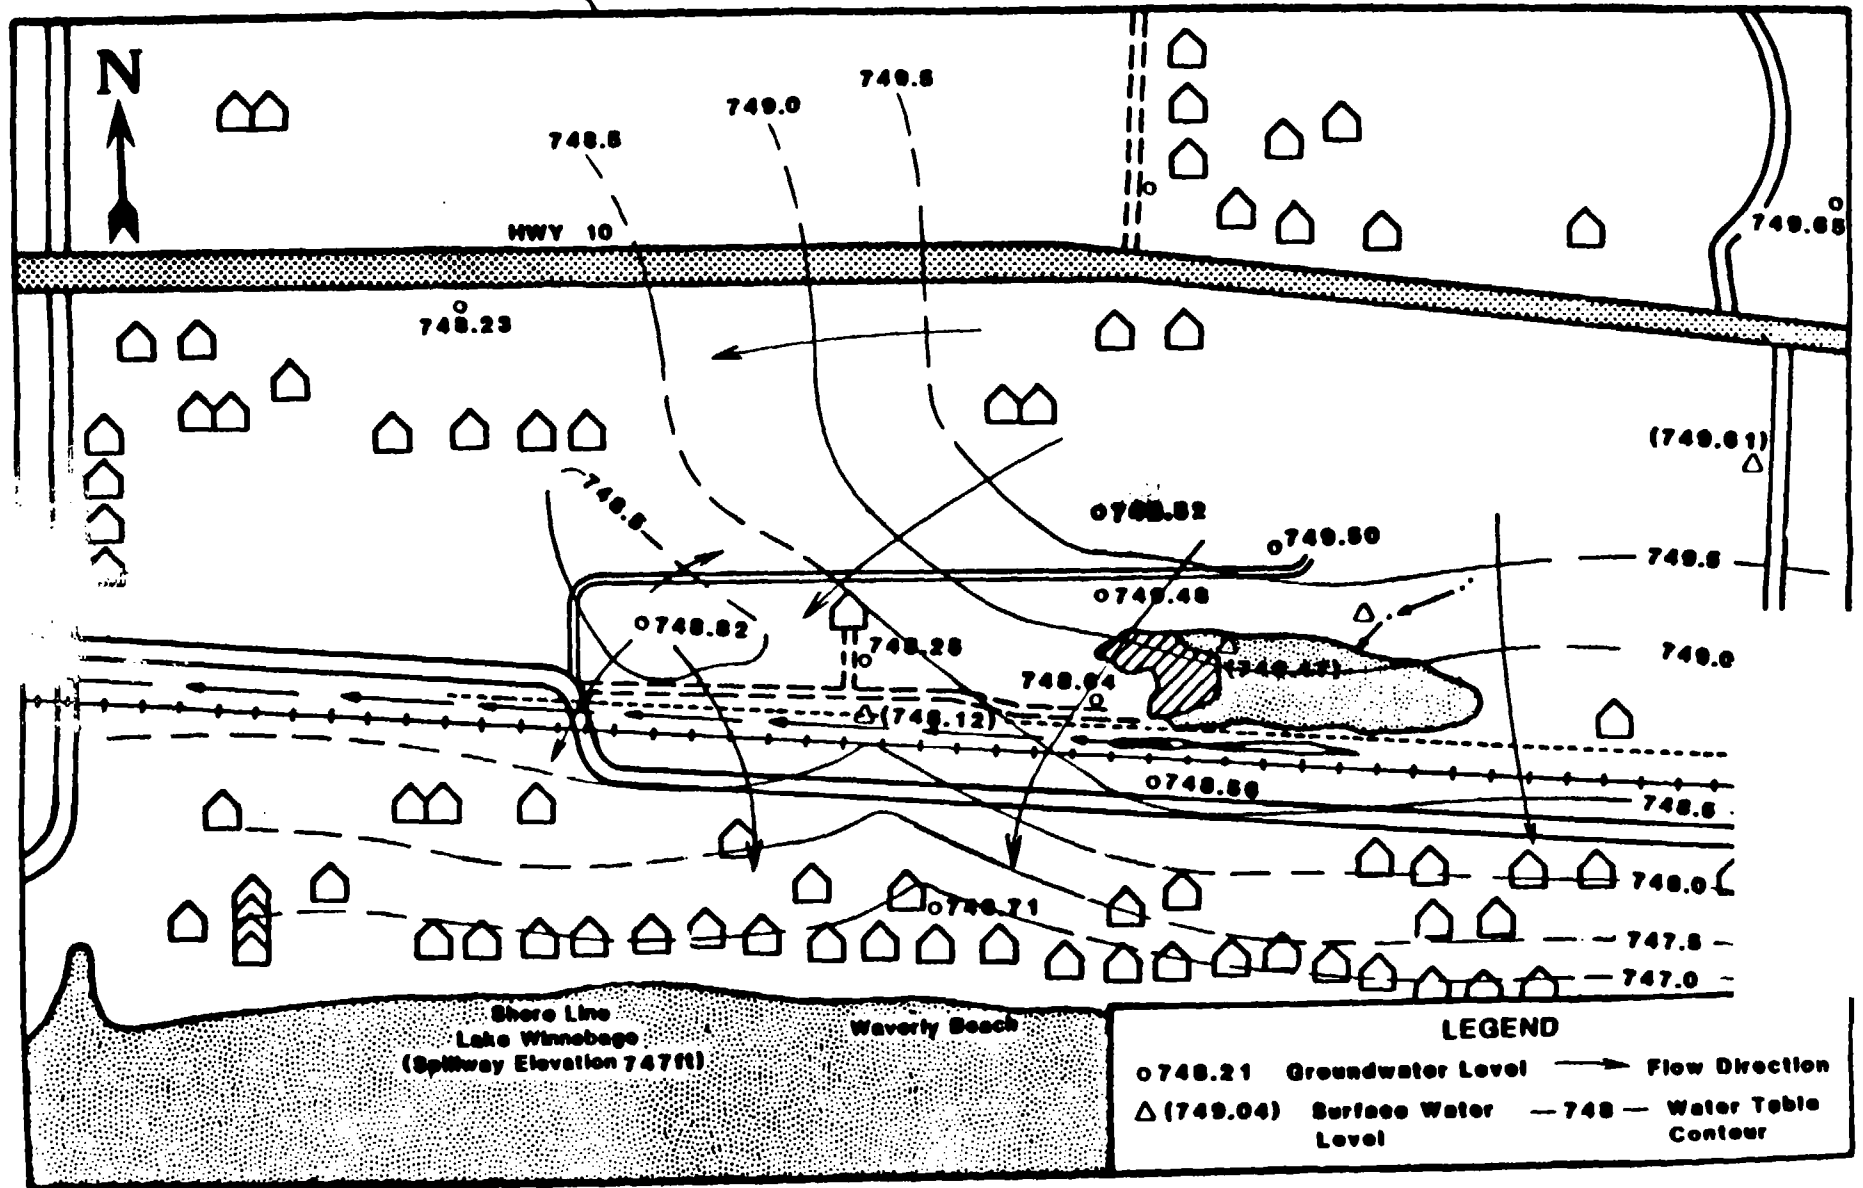 N
749.5
749.0
748.5
HWY 10
749.65
748.23
(749.61)
748.5
749.50
749.5
749.48
748.82
748.25
749.0
748.64
(748.12)
748.56
748.5
748.0
747.5
747.0
Shore Line
Lake Winnebago
(Spillway Elevation 747ft)
Waverly Beach
LEGEND
748.21 Groundwater Level Flow Direction
(749.04) Surface Water Level
748 Water Table Contour